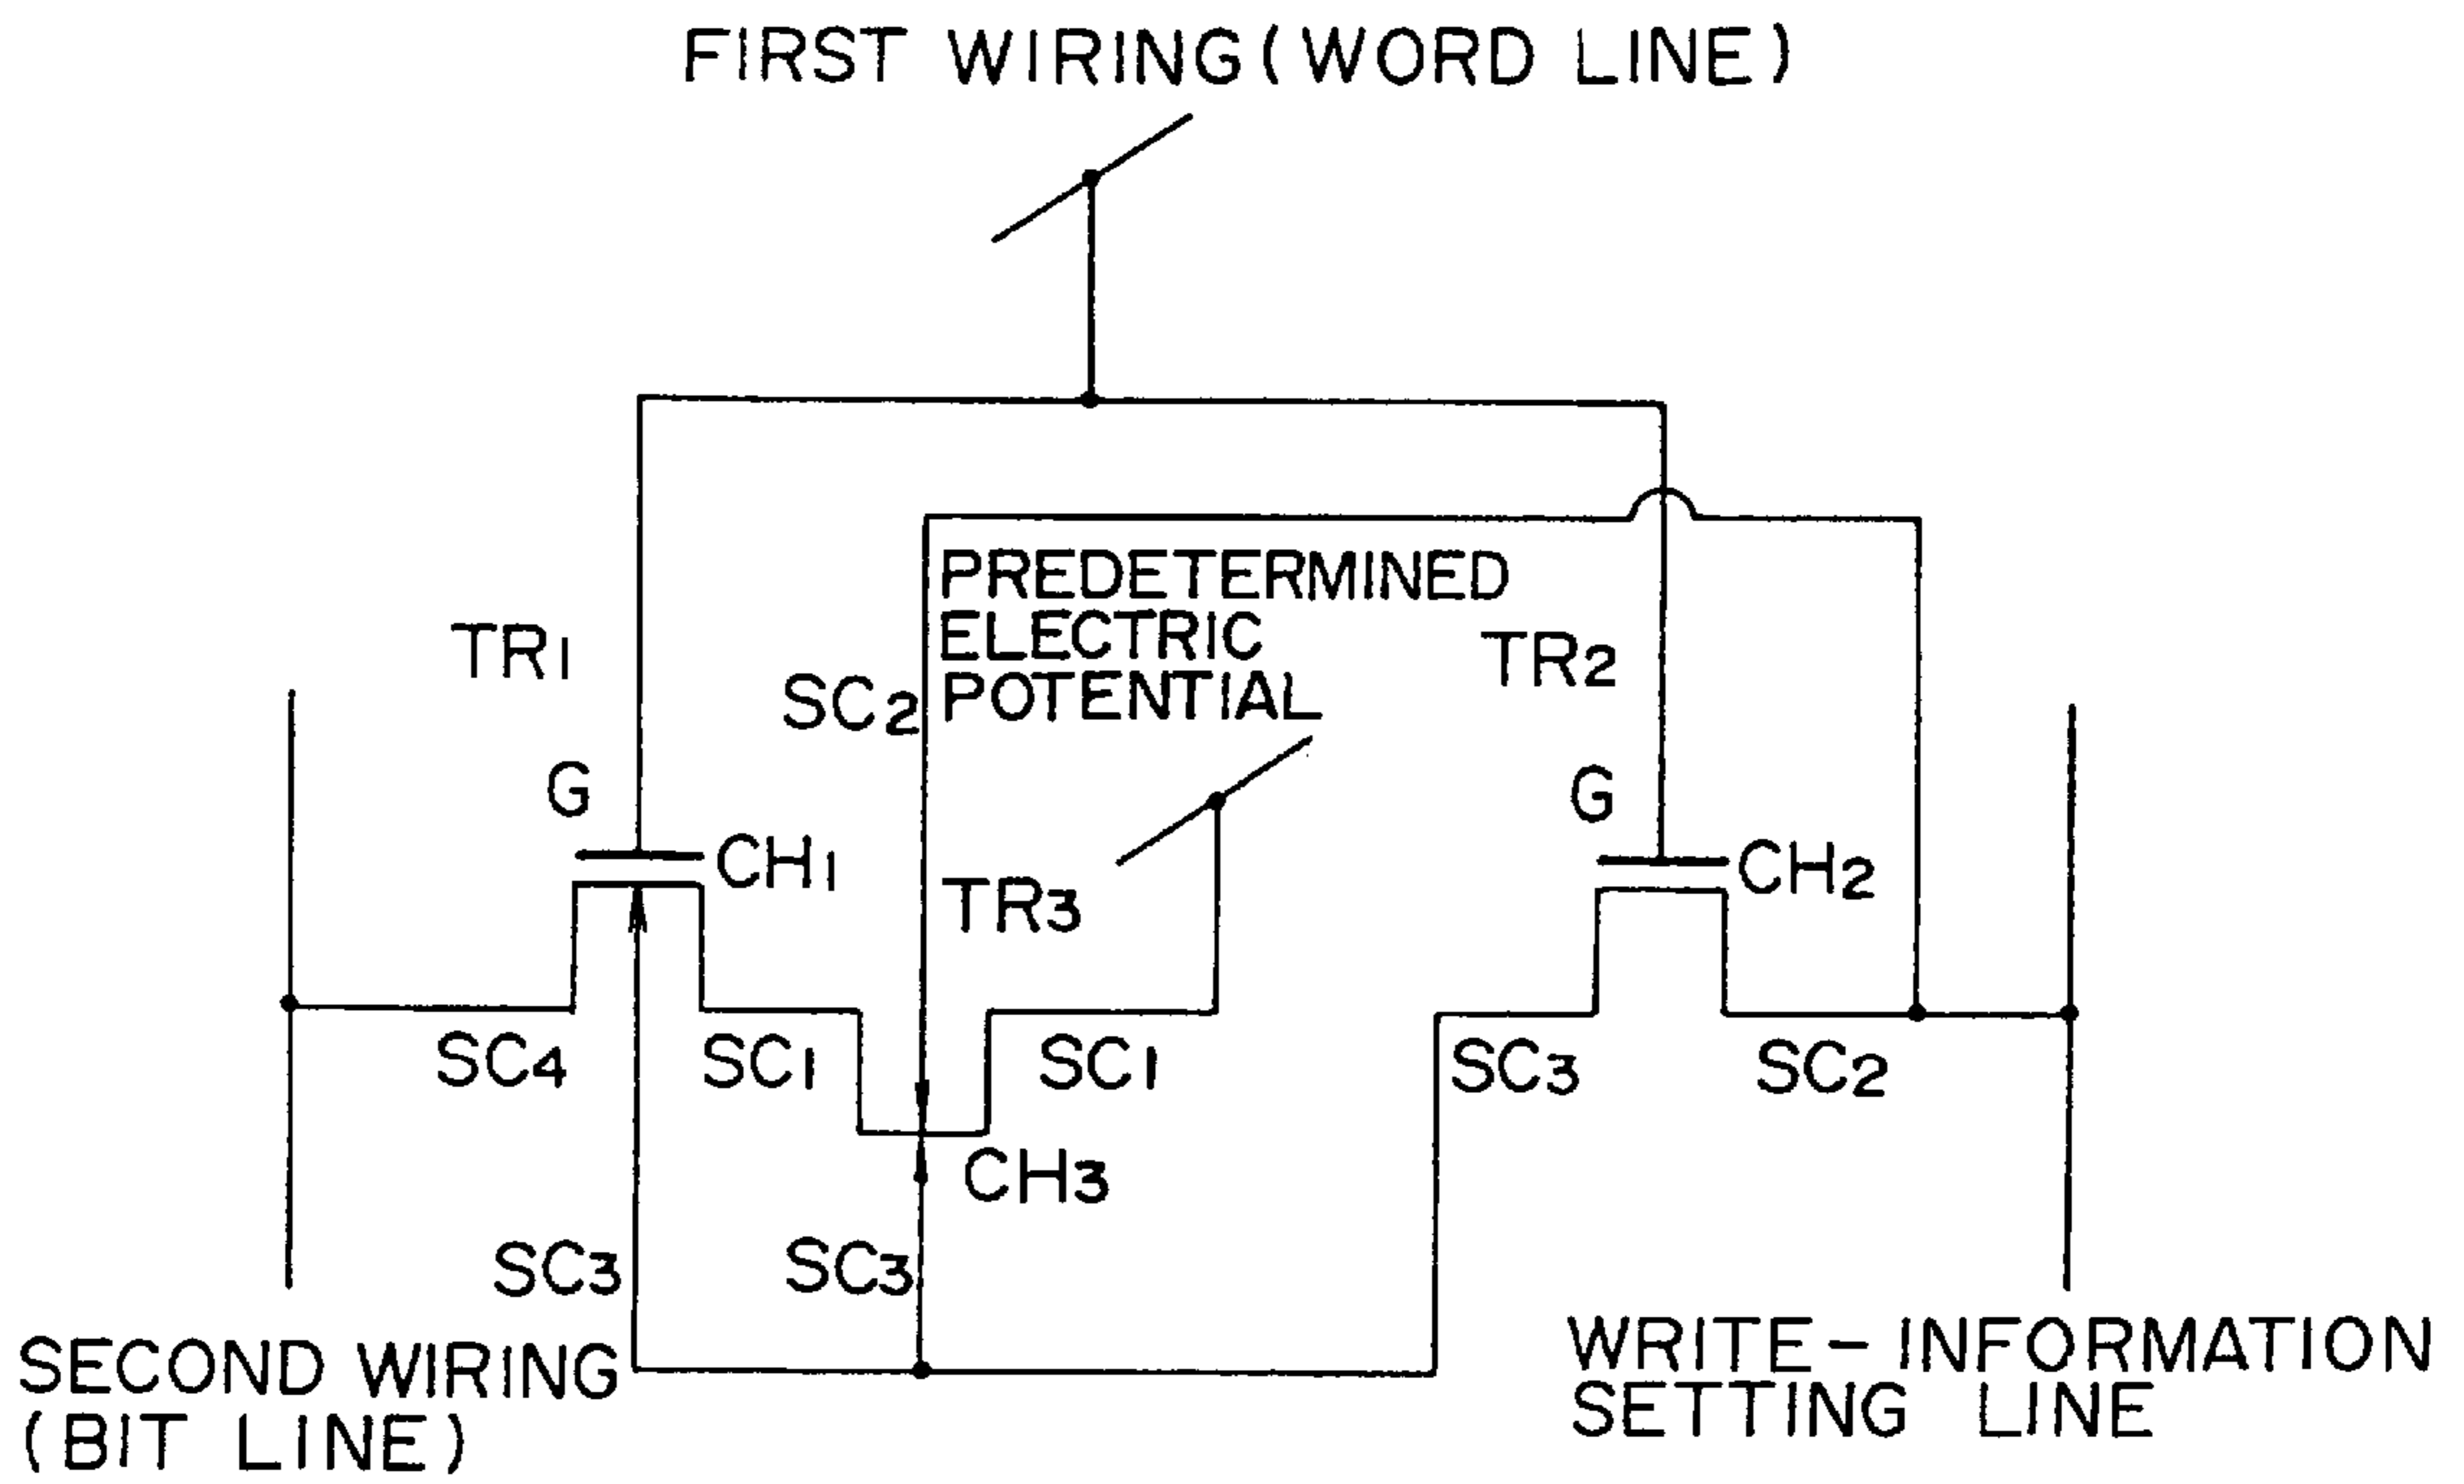 FIRST WIRING(WORD LINE)
PREDETERMINED
ELECTRIC
POTENTIAL
TR1
SC2
TR2
G
G
CH1
CH2
TR3
SC4
SC1
SC1
SC3
SC2
CH3
SC3
SC3
SECOND WIRING
(BIT LINE)
WRITE-INFORMATION
SETTING LINE